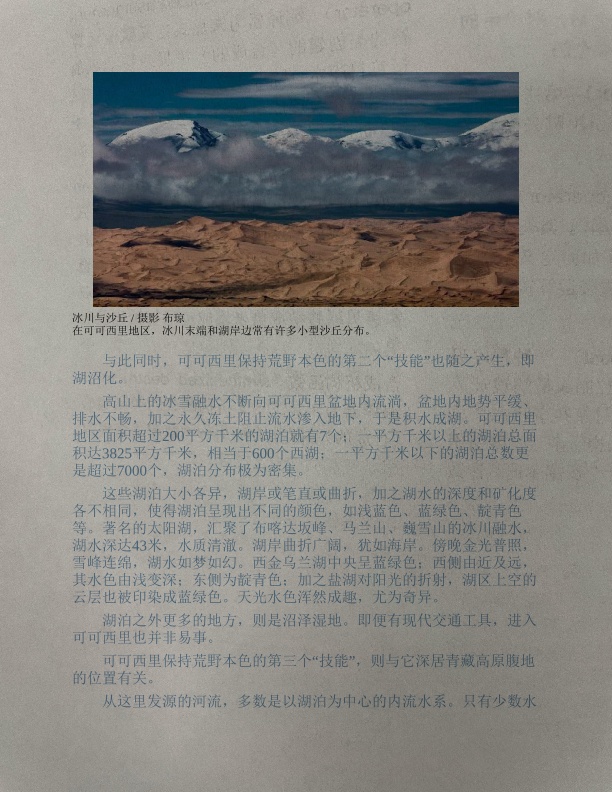 冰川与沙丘 / 摄影 布琼
在可可西里地区，冰川末端和湖岸边常有许多小型沙丘分布。
与此同时，可可西里保持荒野本色的第二个“技能”也随之产生，即
湖沼化。
高山上的冰雪融水不断向可可西里盆地内流淌，盆地内地势平缓、
排水不畅，加之永久冻土阻止流水渗入地下，于是积水成湖。可可西里
地区面积超过200平方千米的湖泊就有7个；一平方千米以上的湖泊总面
积达3825平方千米，相当于600个西湖；一平方千米以下的湖泊总数更
是超过7000个，湖泊分布极为密集。
这些湖泊大小各异，湖岸或笔直或曲折，加之湖水的深度和矿化度
各不相同，使得湖泊呈现出不同的颜色，如浅蓝色、蓝绿色、靛青色
等。著名的太阳湖，汇聚了布喀达坂峰、马兰山、巍雪山的冰川融水，
湖水深达43米，水质清澈。湖岸曲折广阔，犹如海岸。傍晚金光普照，
雪峰连绵，湖水如梦如幻。西金乌兰湖中央呈蓝绿色；西侧由近及远，
其水色由浅变深；东侧为靛青色；加之盐湖对阳光的折射，湖区上空的
云层也被印染成蓝绿色。天光水色浑然成趣，尤为奇异。
湖泊之外更多的地方，则是沼泽湿地。即便有现代交通工具，进入
可可西里也并非易事。
可可西里保持荒野本色的第三个“技能”，则与它深居青藏高原腹地
的位置有关。
从这里发源的河流，多数是以湖泊为中心的内流水系。只有少数水